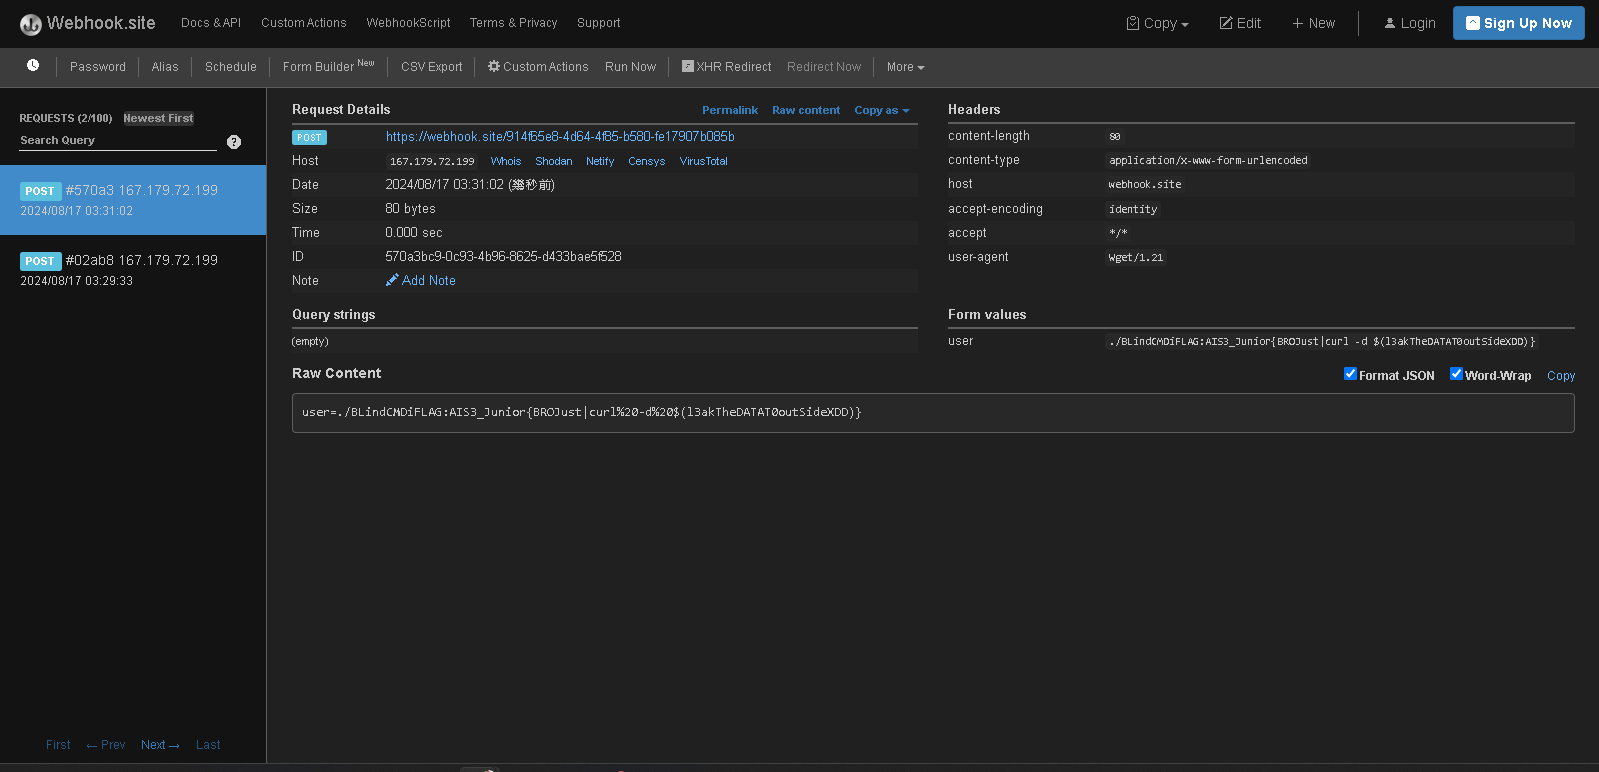 Webhook.site Docs & API Custom Actions WebhookScript Terms & Privacy Support Copy Edit + New Login Sign Up Now
Password Alias Schedule Form Builder New CSV Export Custom Actions Run Now XHR Redirect Redirect Now More
REQUESTS (2/100) Newest First
Search Query ?
POST #570a3 167.179.72.199
2024/08/17 03:31:02
POST #02ab8 167.179.72.199
2024/08/17 03:29:33
First ← Prev Next → Last
Request Details Permalink Raw content Copy as
POST https://webhook.site/914f65e8-4d64-4f85-b580-fe17907b085b
Host 167.179.72.199 Whois Shodan Netify Censys VirusTotal
Date 2024/08/17 03:31:02 (幾秒前)
Size 80 bytes
Time 0.000 sec
ID 570a3bc9-0c93-4b96-8625-d433bae5f528
Note Add Note
Headers
content-length 80
content-type application/x-www-form-urlencoded
host webhook.site
accept-encoding identity
accept */*
user-agent Wget/1.21
Query strings
(empty)
Form values
user ./BLindCMDiFLAG:AIS3_Junior{BROJust|curl -d $(l3akTheDATAT0outSideXDD)}
Raw Content Format JSON Word-Wrap Copy
user=./BLindCMDiFLAG:AIS3_Junior{BROJust|curl%20-d%20$(l3akTheDATAT0outSideXDD)}